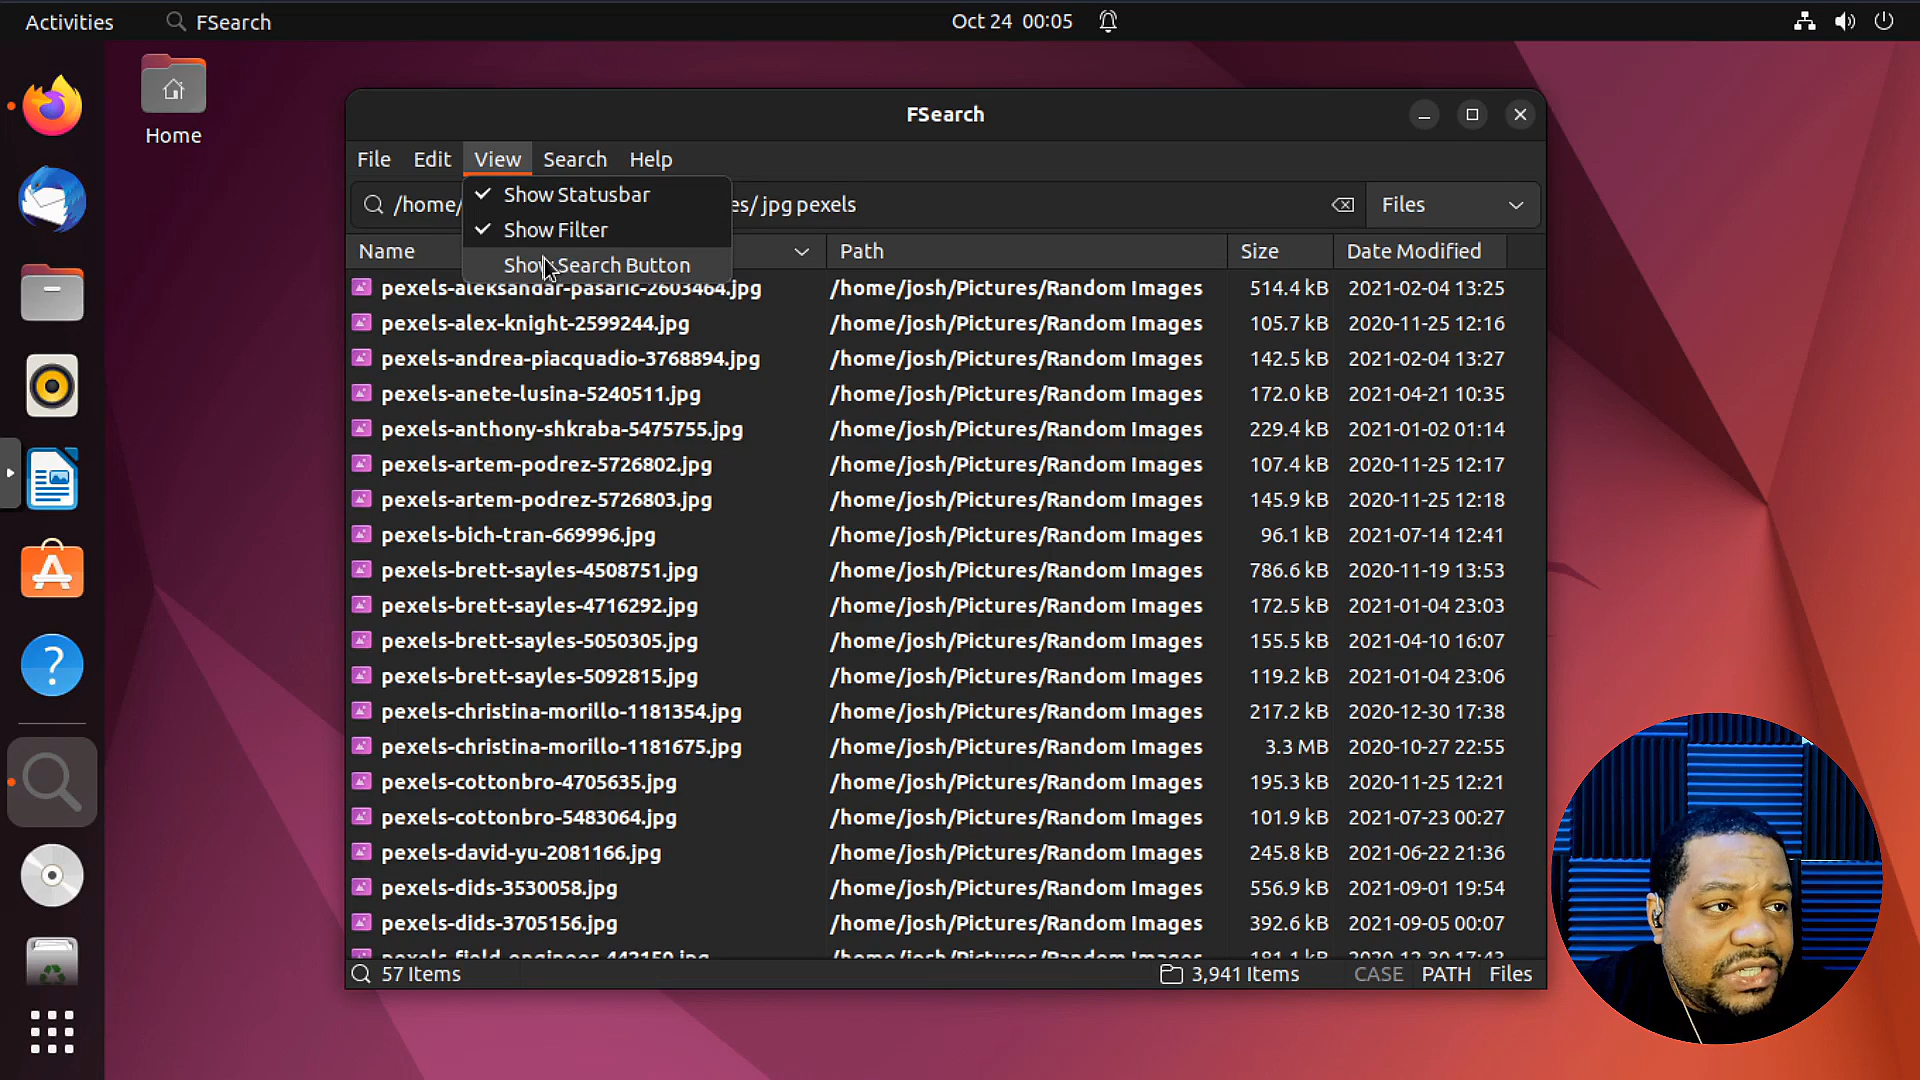 Activities FSearch Oct 24 00:05
Home
FSearch
File Edit View Search Help
/home/ es/ jpg pexels Files
Show Statusbar
Show Filter
Show Search Button
Name Path Size Date Modified
pexels-aleksandar-pasaric-2603464.jpg /home/josh/Pictures/Random Images 514.4 kB 2021-02-04 13:25
pexels-alex-knight-2599244.jpg /home/josh/Pictures/Random Images 105.7 kB 2020-11-25 12:16
pexels-andrea-piacquadio-3768894.jpg /home/josh/Pictures/Random Images 142.5 kB 2021-02-04 13:27
pexels-anete-lusina-5240511.jpg /home/josh/Pictures/Random Images 172.0 kB 2021-04-21 10:35
pexels-anthony-shkraba-5475755.jpg /home/josh/Pictures/Random Images 229.4 kB 2021-01-02 01:14
pexels-artem-podrez-5726802.jpg /home/josh/Pictures/Random Images 107.4 kB 2020-11-25 12:17
pexels-artem-podrez-5726803.jpg /home/josh/Pictures/Random Images 145.9 kB 2020-11-25 12:18
pexels-bich-tran-669996.jpg /home/josh/Pictures/Random Images 96.1 kB 2021-07-14 12:41
pexels-brett-sayles-4508751.jpg /home/josh/Pictures/Random Images 786.6 kB 2020-11-19 13:53
pexels-brett-sayles-4716292.jpg /home/josh/Pictures/Random Images 172.5 kB 2021-01-04 23:03
pexels-brett-sayles-5050305.jpg /home/josh/Pictures/Random Images 155.5 kB 2021-04-10 16:07
pexels-brett-sayles-5092815.jpg /home/josh/Pictures/Random Images 119.2 kB 2021-01-04 23:06
pexels-christina-morillo-1181354.jpg /home/josh/Pictures/Random Images 217.2 kB 2020-12-30 17:38
pexels-christina-morillo-1181675.jpg /home/josh/Pictures/Random Images 3.3 MB 2020-10-27 22:55
pexels-cottonbro-4705635.jpg /home/josh/Pictures/Random Images 195.3 kB 2020-11-25 12:21
pexels-cottonbro-5483064.jpg /home/josh/Pictures/Random Images 101.9 kB 2021-07-23 00:27
pexels-david-yu-2081166.jpg /home/josh/Pictures/Random Images 245.8 kB 2021-06-22 21:36
pexels-dids-3530058.jpg /home/josh/Pictures/Random Images 556.9 kB 2021-09-01 19:54
pexels-dids-3705156.jpg /home/josh/Pictures/Random Images 392.6 kB 2021-09-05 00:07
57 Items 3,941 Items CASE PATH Files